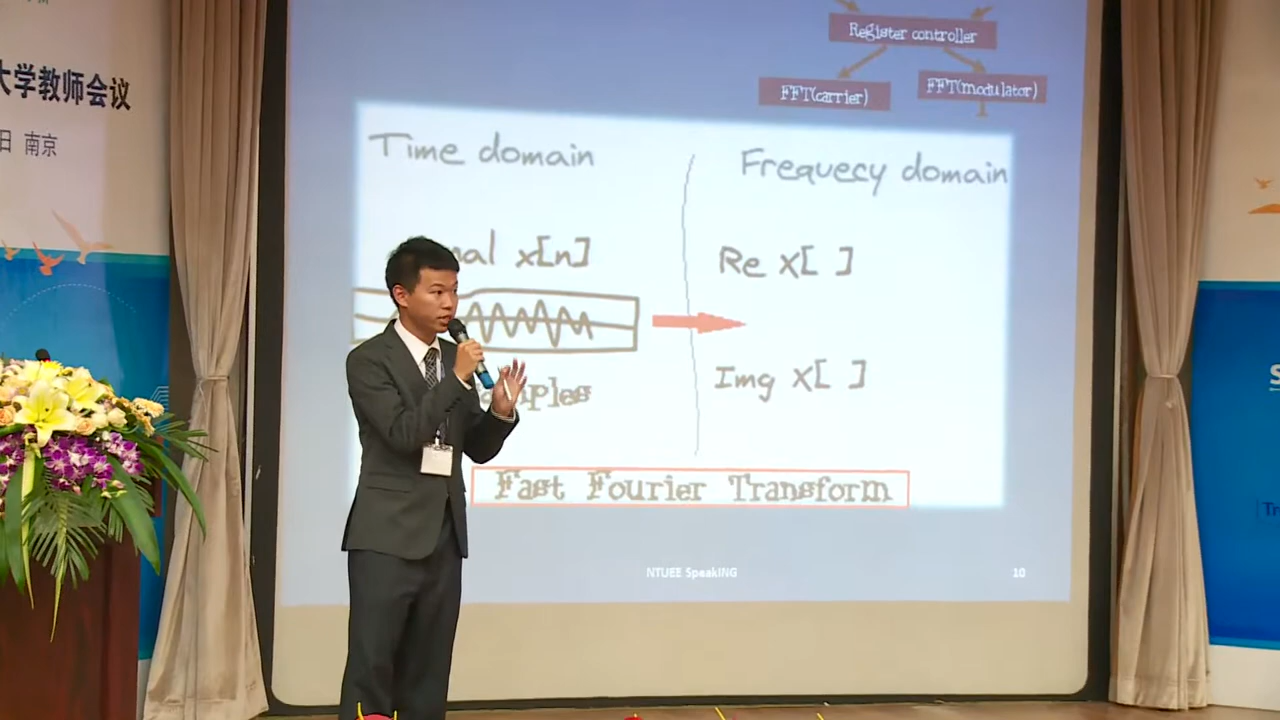 大学教师会议
日 南京
Register controller
FFT(carrier)
FFT(modulator)
Time domain
Frequecy domain
x[n]
Re X[ ]
Img X[ ]
Fast Fourier Transform
NTUEE SpeakING
10